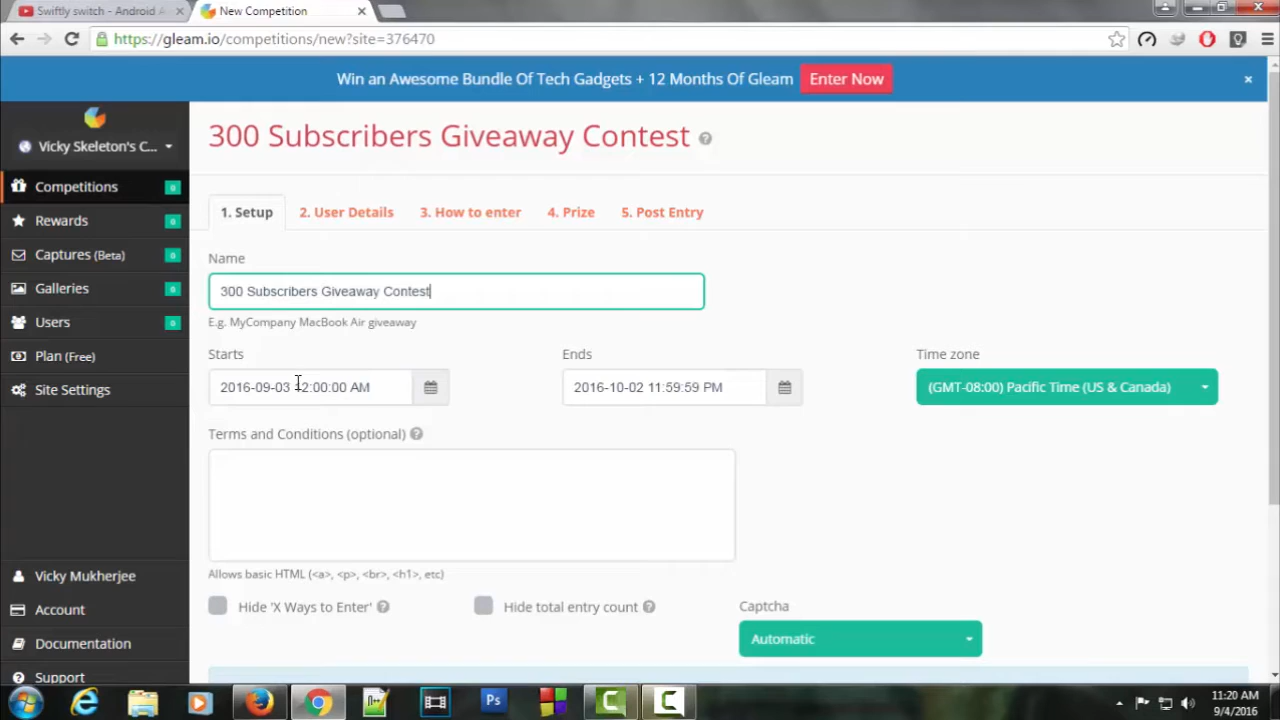 Swiftly switch - Android A
New Competition
https://gleam.io/competitions/new?site=376470
Win an Awesome Bundle Of Tech Gadgets + 12 Months Of Gleam
Enter Now
×
Vicky Skeleton's C...
Competitions 0
Rewards 0
Captures (Beta) 0
Galleries 0
Users 0
Plan (Free)
Site Settings
Vicky Mukherjee
Account
Documentation
Support
300 Subscribers Giveaway Contest ?
1. Setup
2. User Details
3. How to enter
4. Prize
5. Post Entry
Name
300 Subscribers Giveaway Contest
E.g. MyCompany MacBook Air giveaway
Starts
2016-09-03 12:00:00 AM
Ends
2016-10-02 11:59:59 PM
Time zone
(GMT-08:00) Pacific Time (US & Canada)
Terms and Conditions (optional) ?
Allows basic HTML (<a>, <p>, <br>, <h1>, etc)
Hide 'X Ways to Enter' ?
Hide total entry count ?
Captcha
Automatic
Ps
11:20 AM
9/4/2016